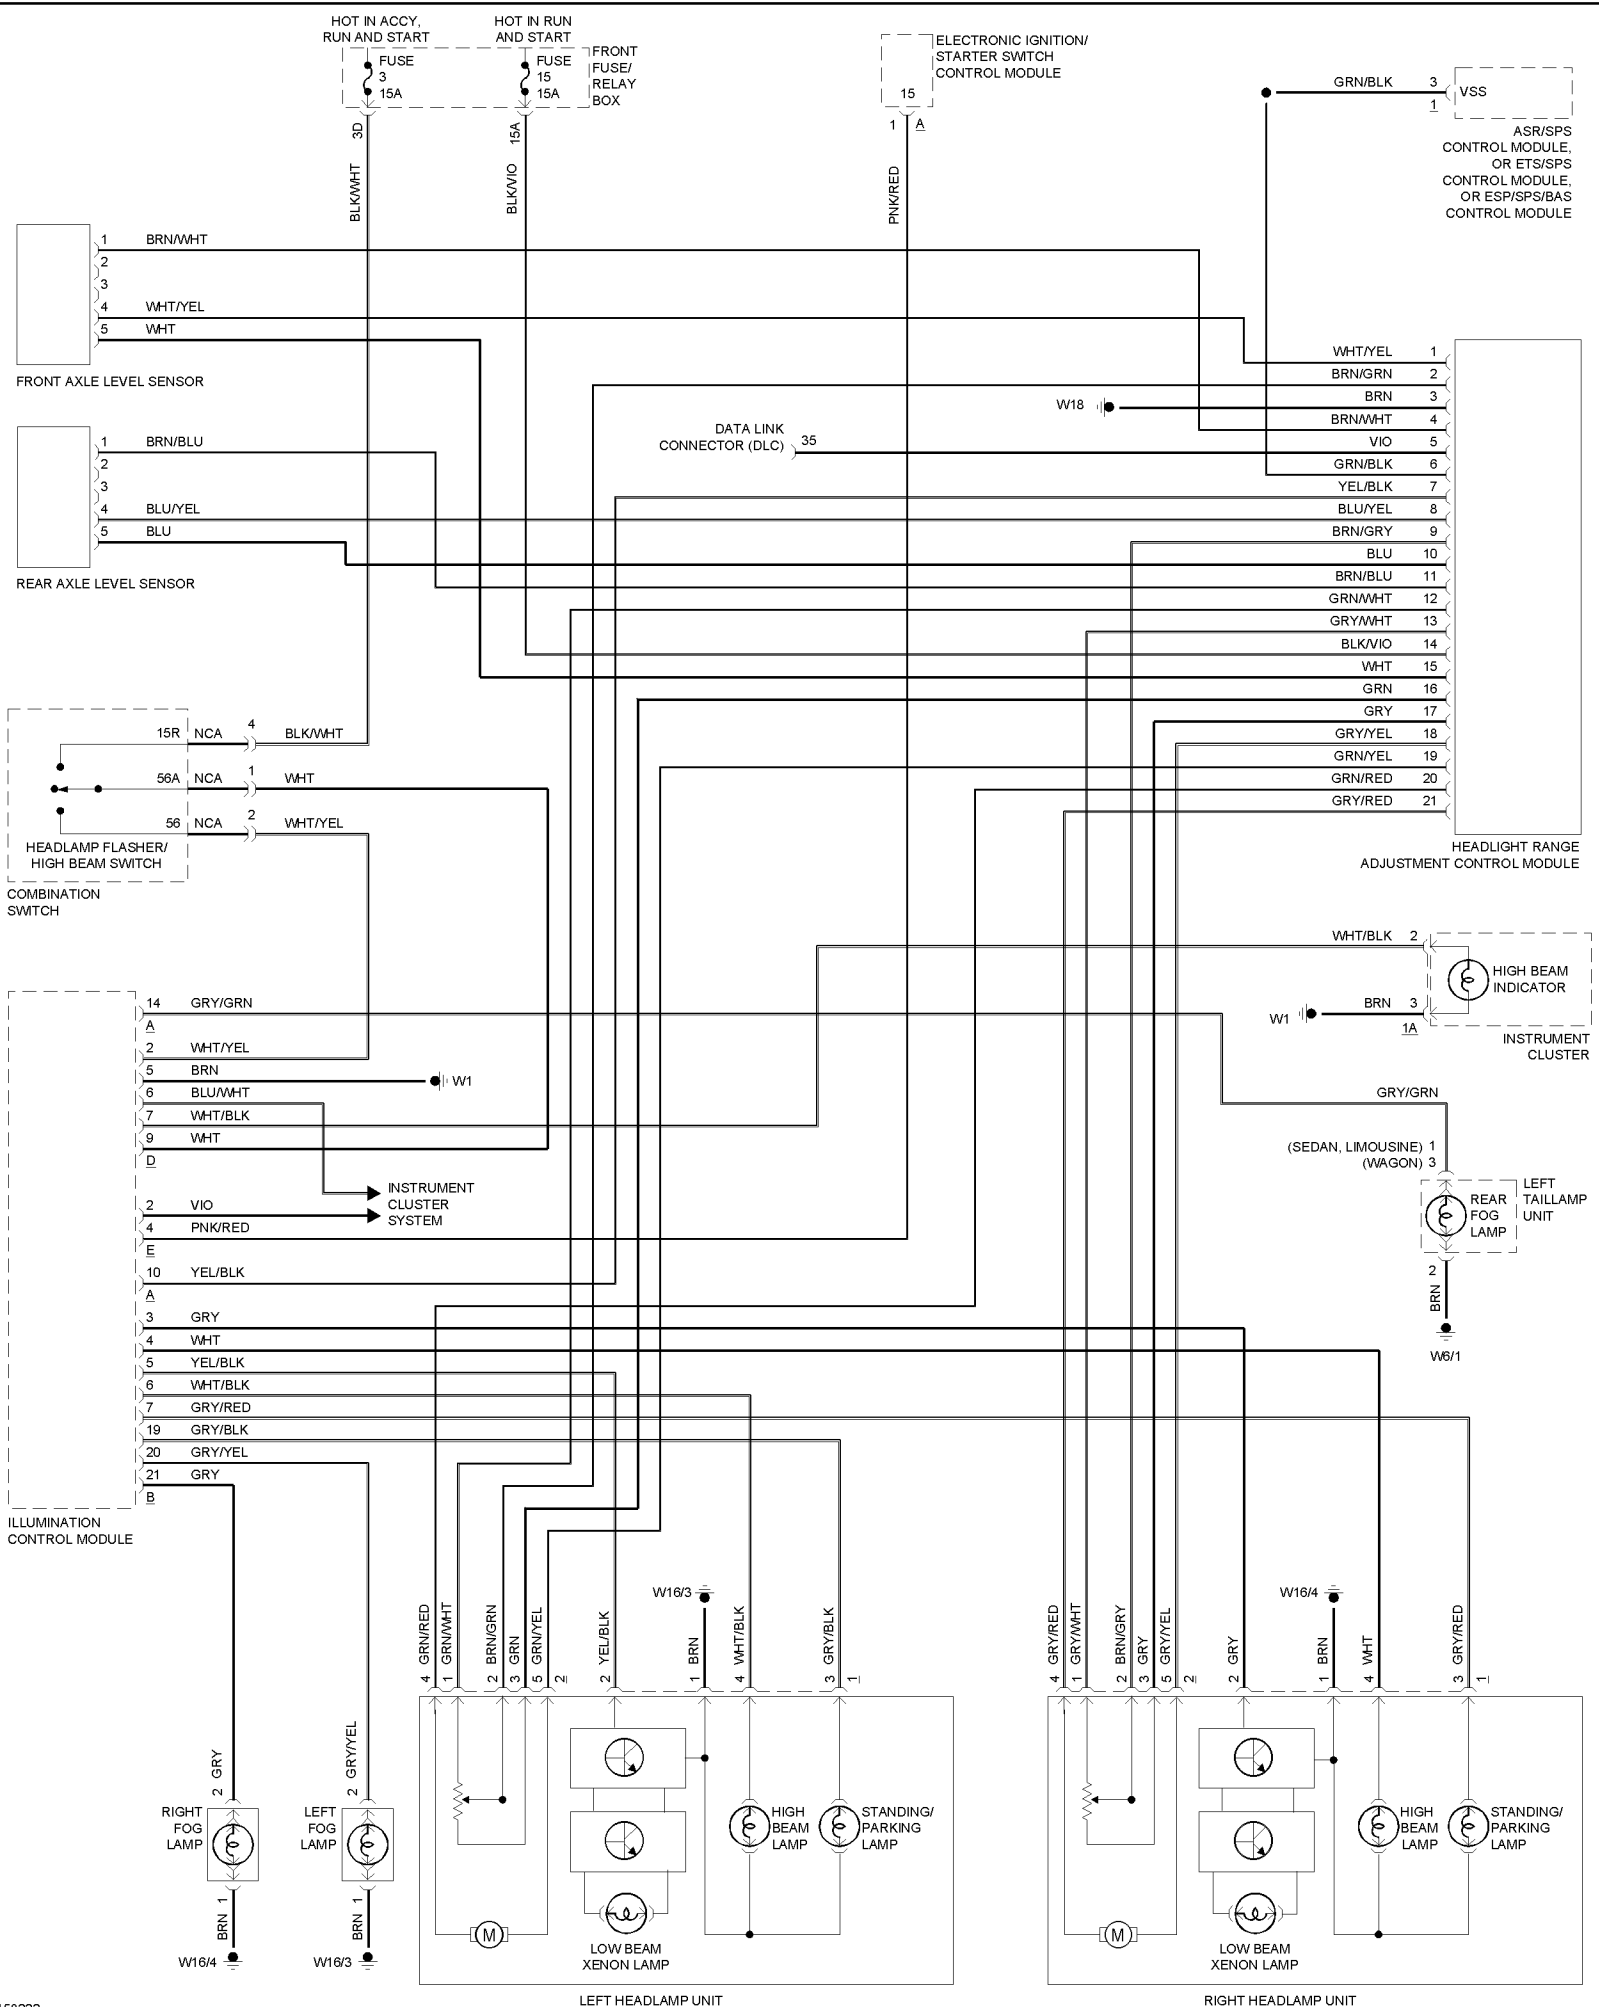 HOT IN ACCY,
RUN AND START
HOT IN RUN
AND START
FUSE
3
15A
FUSE
15
15A
FRONT
FUSE/
RELAY
BOX
3D
BLK/WHT
15A
BLK/VIO
ELECTRONIC IGNITION/
STARTER SWITCH
CONTROL MODULE
15
1 A
PNK/RED
GRN/BLK 3
1
VSS
ASR/SPS
CONTROL MODULE,
OR ETS/SPS
CONTROL MODULE,
OR ESP/SPS/BAS
CONTROL MODULE
1 BRN/WHT
2
3
4 WHT/YEL
5 WHT
FRONT AXLE LEVEL SENSOR
1 BRN/BLU
2
3
4 BLU/YEL
5 BLU
REAR AXLE LEVEL SENSOR
W18
DATA LINK
CONNECTOR (DLC) 35
WHT/YEL 1
BRN/GRN 2
BRN 3
BRN/WHT 4
VIO 5
GRN/BLK 6
YEL/BLK 7
BLU/YEL 8
BRN/GRY 9
BLU 10
BRN/BLU 11
GRN/WHT 12
GRY/WHT 13
BLK/VIO 14
WHT 15
GRN 16
GRY 17
GRY/YEL 18
GRN/YEL 19
GRN/RED 20
GRY/RED 21
HEADLIGHT RANGE
ADJUSTMENT CONTROL MODULE
15R NCA 4 BLK/WHT
56A NCA 1 WHT
56 NCA 2 WHT/YEL
HEADLAMP FLASHER/
HIGH BEAM SWITCH
COMBINATION
SWITCH
WHT/BLK 2
HIGH BEAM
INDICATOR
W1 BRN 3
1A
INSTRUMENT
CLUSTER
14 GRY/GRN
A
2 WHT/YEL
5 BRN W1
6 BLU/WHT
7 WHT/BLK
9 WHT
D
INSTRUMENT
CLUSTER
SYSTEM
2 VIO
4 PNK/RED
E
10 YEL/BLK
A
3 GRY
4 WHT
5 YEL/BLK
6 WHT/BLK
7 GRY/RED
19 GRY/BLK
20 GRY/YEL
21 GRY
B
ILLUMINATION
CONTROL MODULE
GRY/GRN
(SEDAN, LIMOUSINE) 1
(WAGON) 3
REAR
FOG
LAMP
LEFT
TAILLAMP
UNIT
2
BRN
W6/1
2 GRY
RIGHT
FOG
LAMP
BRN 1
W16/4
2 GRY/YEL
LEFT
FOG
LAMP
BRN 1
W16/3
4 GRN/RED
1 GRN/WHT
2 BRN/GRN
3 GRN
5 GRN/YEL
2
2 YEL/BLK
W16/3
1 BRN
4 WHT/BLK
3 GRY/BLK
1
HIGH
BEAM
LAMP
STANDING/
PARKING
LAMP
M
LOW BEAM
XENON LAMP
LEFT HEADLAMP UNIT
4 GRY/RED
1 GRY/WHT
2 BRN/GRY
3 GRY
5 GRY/YEL
2
2 GRY
W16/4
1 BRN
4 WHT
3 GRY/RED
1
HIGH
BEAM
LAMP
STANDING/
PARKING
LAMP
M
LOW BEAM
XENON LAMP
RIGHT HEADLAMP UNIT